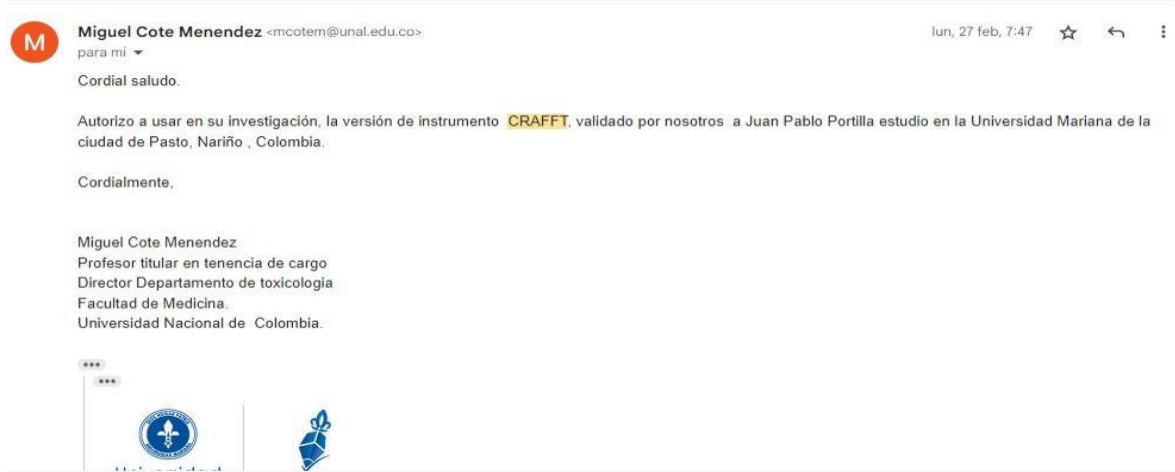 M
Miguel Cote Menendez <mcotem@unal.edu.co>
lun, 27 feb, 7:47
para mí
Cordial saludo.
Autorizo a usar en su investigación, la versión de instrumento CRAFFT, validado por nosotros a Juan Pablo Portilla estudio en la Universidad Mariana de la
ciudad de Pasto, Nariño , Colombia.
Cordialmente,
Miguel Cote Menendez
Profesor titular en tenencia de cargo
Director Departamento de toxicologia
Facultad de Medicina.
Universidad Nacional de Colombia.